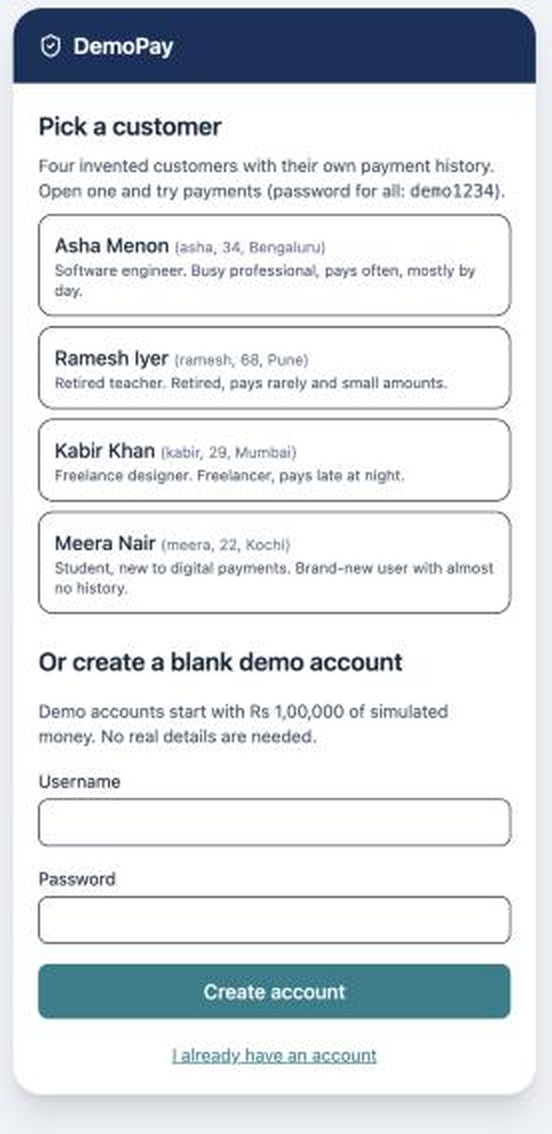 DemoPay
Pick a customer
Four invented customers with their own payment history.
Open one and try payments (password for all: demo1234).
Asha Menon (asha, 34, Bengaluru)
Software engineer. Busy professional, pays often, mostly by
day.
Ramesh Iyer (ramesh, 68, Pune)
Retired teacher. Retired, pays rarely and small amounts.
Kabir Khan (kabir, 29, Mumbai)
Freelance designer. Freelancer, pays late at night.
Meera Nair (meera, 22, Kochi)
Student, new to digital payments. Brand-new user with almost
no history.
Or create a blank demo account
Demo accounts start with Rs 1,00,000 of simulated
money. No real details are needed.
Username
Password
Create account
I already have an account